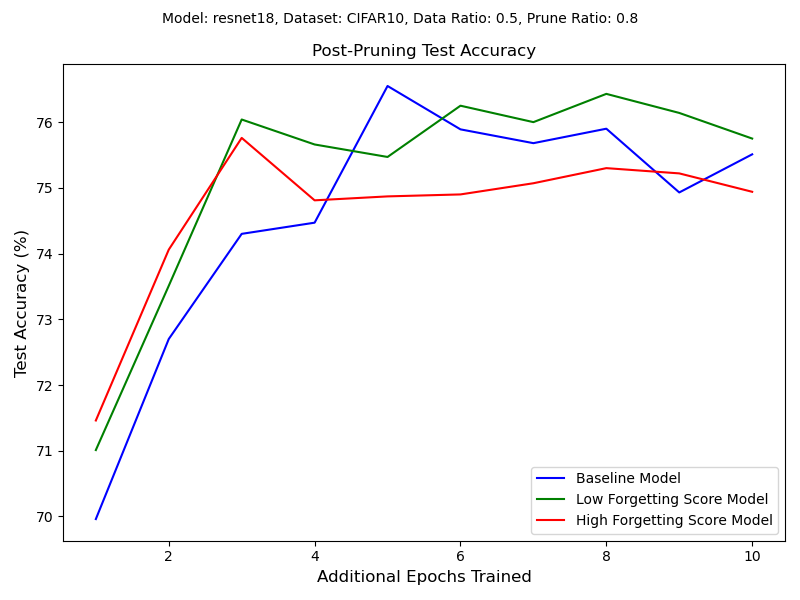 Model: resnet18, Dataset: CIFAR10, Data Ratio: 0.5, Prune Ratio: 0.8
Post-Pruning Test Accuracy
Test Accuracy (%)
76
75
74
73
72
71
70
2
4
6
8
10
Additional Epochs Trained
Baseline Model
Low Forgetting Score Model
High Forgetting Score Model